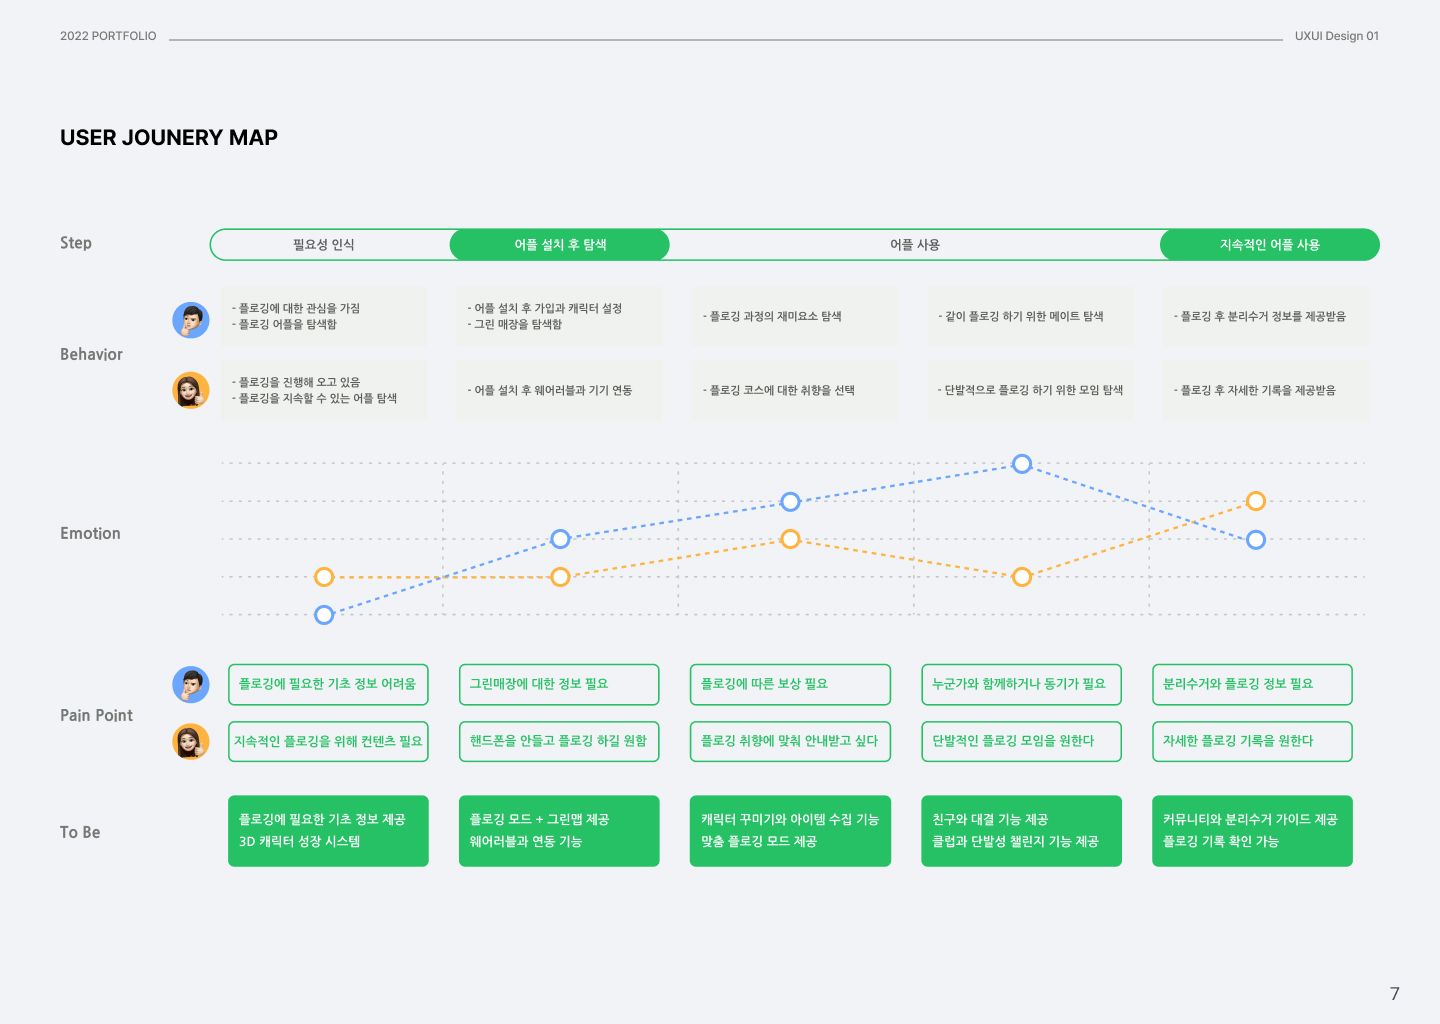 2022 PORTFOLIO
UXUI Design 01
USER JOUNERY MAP
Step
필요성 인식
어플 설치 후 탐색
어플 사용
지속적인 어플 사용
Behavior
- 플로깅에 대한 관심을 가짐
- 플로깅 어플을 탐색함
- 어플 설치 후 가입과 캐릭터 설정
- 그린 매장을 탐색함
- 플로깅 과정의 재미요소 탐색
- 같이 플로깅 하기 위한 메이트 탐색
- 플로깅 후 분리수거 정보를 제공받음
- 플로깅을 진행해 오고 있음
- 플로깅을 지속할 수 있는 어플 탐색
- 어플 설치 후 웨어러블과 기기 연동
- 플로깅 코스에 대한 취향을 선택
- 단발적으로 플로깅 하기 위한 모임 탐색
- 플로깅 후 자세한 기록을 제공받음
Emotion
Pain Point
플로깅에 필요한 기초 정보 어려움
그린매장에 대한 정보 필요
플로깅에 따른 보상 필요
누군가와 함께하거나 동기가 필요
분리수거와 플로깅 정보 필요
지속적인 플로깅을 위해 컨텐츠 필요
핸드폰을 안들고 플로깅 하길 원함
플로깅 취향에 맞춰 안내받고 싶다
단발적인 플로깅 모임을 원한다
자세한 플로깅 기록을 원한다
To Be
플로깅에 필요한 기초 정보 제공
3D 캐릭터 성장 시스템
플로깅 모드 + 그린맵 제공
웨어러블과 연동 기능
캐릭터 꾸미기와 아이템 수집 기능
맞춤 플로깅 모드 제공
친구와 대결 기능 제공
클럽과 단발성 챌린지 기능 제공
커뮤니티와 분리수거 가이드 제공
플로깅 기록 확인 가능
7